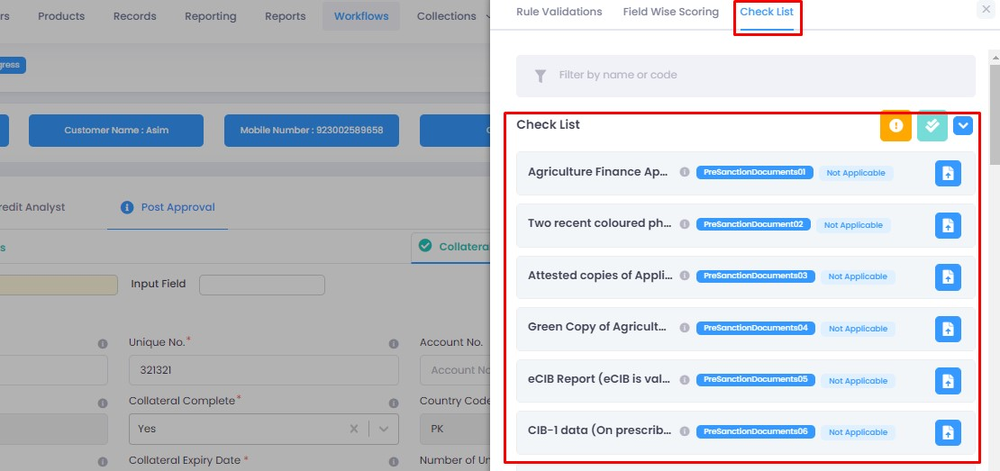 rs Products Records Reporting Reports Workflows Collections
gress
Customer Name : Asim Mobile Number : 923002589658
redit Analyst Post Approval
s Collatera
Input Field
Unique No.* Account No.
321321 Account No
Collateral Complete* Country Code
Yes PK
Collateral Expiry Date * Number of Un
Rule Validations Field Wise Scoring Check List
Filter by name or code
Check List
Agriculture Finance Ap... PreSanctionDocuments01 Not Applicable
Two recent coloured ph... PreSanctionDocument02 Not Applicable
Attested copies of Appli... PreSanctionDocuments03 Not Applicable
Green Copy of Agricult... PreSanctionDocuments04 Not Applicable
eCIB Report (eCIB is val... PreSanctionDocuments05 Not Applicable
CIB-1 data (On prescrib... PreSanctionDocuments06 Not Applicable